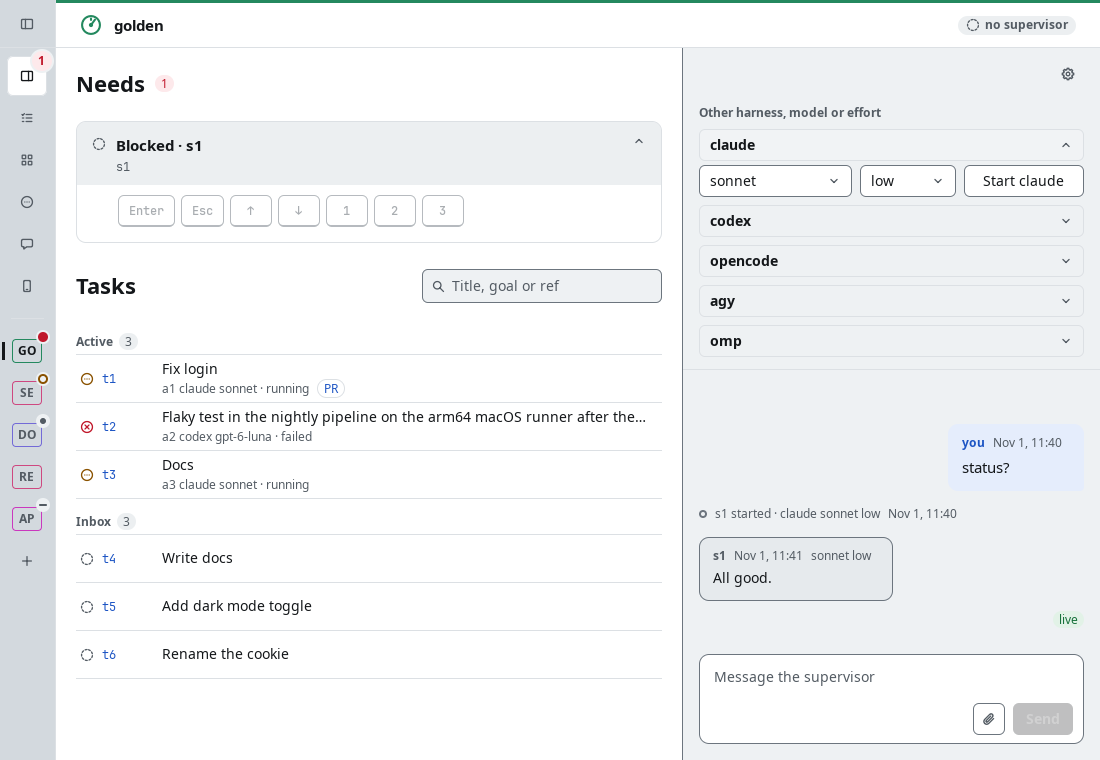 golden
no supervisor
1
Needs 1
Blocked · s1
s1
Enter Esc ↑ ↓ 1 2 3
Tasks
Title, goal or ref
Active 3
t1 Fix login
a1 claude sonnet · running PR
t2 Flaky test in the nightly pipeline on the arm64 macOS runner after the…
a2 codex gpt-6-luna · failed
t3 Docs
a3 claude sonnet · running
Inbox 3
t4 Write docs
t5 Add dark mode toggle
t6 Rename the cookie
GO
SE
DO
RE
AP
Other harness, model or effort
claude
sonnet low Start claude
codex
opencode
agy
omp
you Nov 1, 11:40
status?
s1 started · claude sonnet low Nov 1, 11:40
s1 Nov 1, 11:41 sonnet low
All good.
live
Message the supervisor
Send